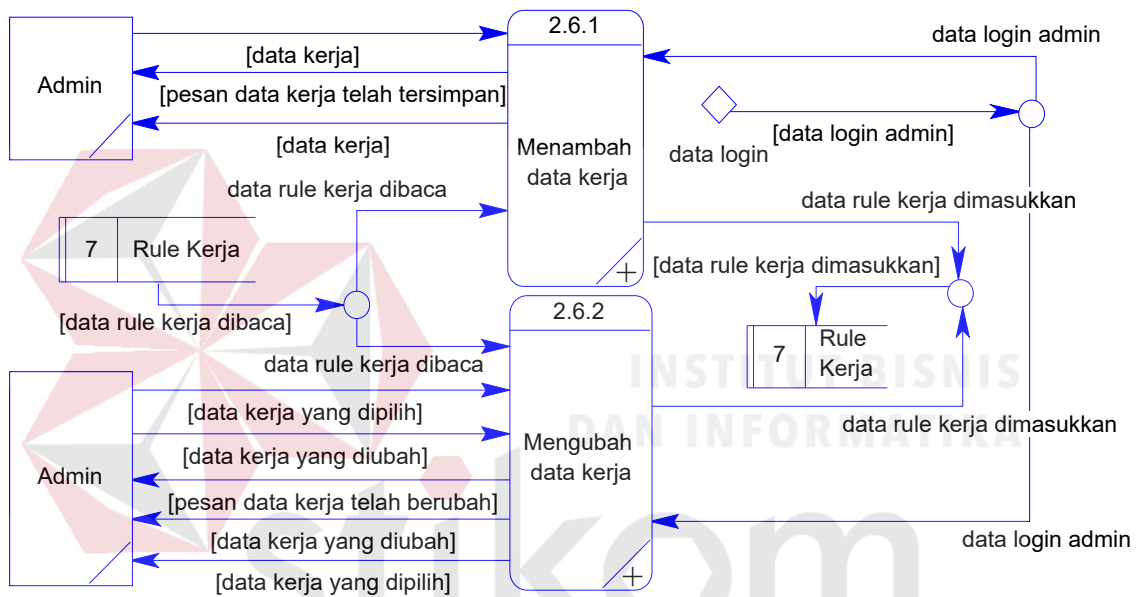 2.6.1
data login admin
[data kerja]
Admin
[pesan data kerja telah tersimpan]
[data login admin]
[data kerja]
Menambah
data kerja
data login
data rule kerja dibaca
data rule kerja dimasukkan
7
Rule Kerja
[data rule kerja dimasukkan]
[data rule kerja dibaca]
2.6.2
7
Rule
Kerja
data rule kerja dibaca
INSTITUT BISNIS
DAN INFORMATIKA
[data kerja yang dipilih]
data rule kerja dimasukkan
Mengubah
data kerja
[data kerja yang diubah]
Admin
[pesan data kerja telah berubah]
stikom
[data kerja yang diubah]
data login admin
[data kerja yang dipilih]